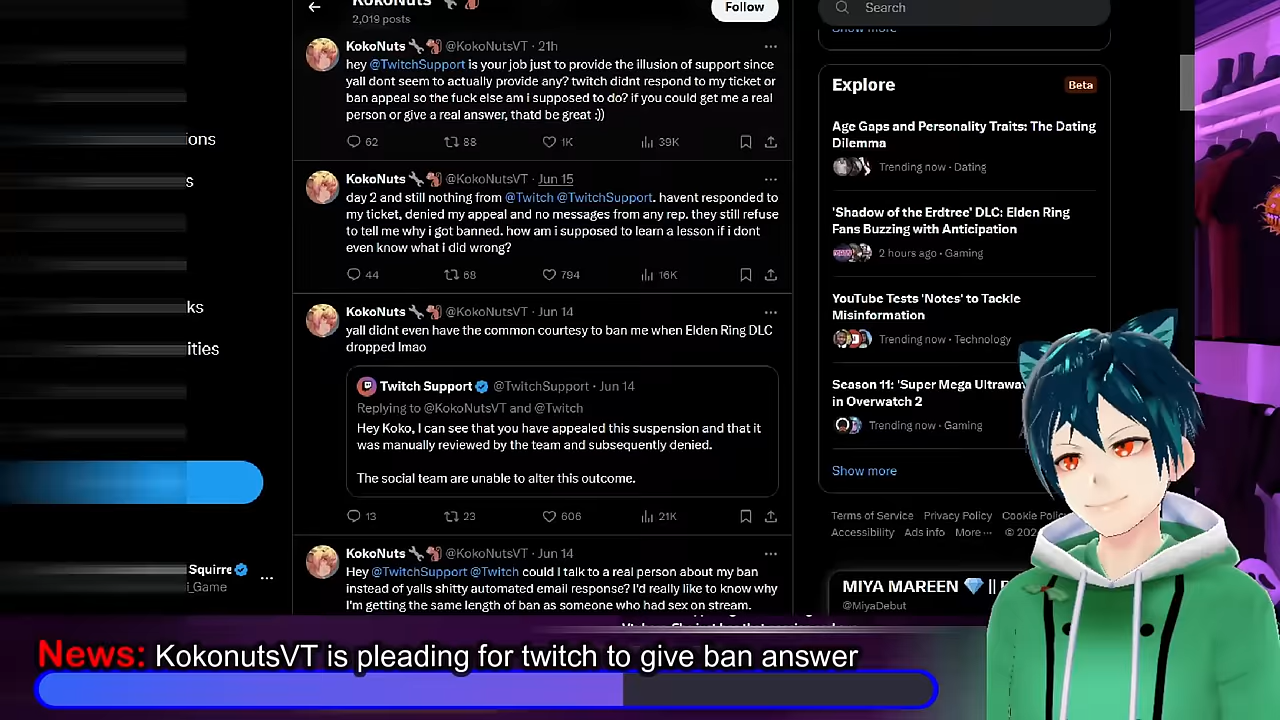 KokoNuts
2,019 posts
Follow
Search
Show more
KokoNuts @KokoNutsVT · 21h
hey @TwitchSupport is your job just to provide the illusion of support since
yall dont seem to actually provide any? twitch didnt respond to my ticket or
ban appeal so the fuck else am i supposed to do? if you could get me a real
person or give a real answer, thatd be great :))
62 88 1K 39K
KokoNuts @KokoNutsVT · Jun 15
day 2 and still nothing from @Twitch @TwitchSupport. havent responded to
my ticket, denied my appeal and no messages from any rep. they still refuse
to tell me why i got banned. how am i supposed to learn a lesson if i dont
even know what i did wrong?
44 68 794 16K
KokoNuts @KokoNutsVT · Jun 14
yall didnt even have the common courtesy to ban me when Elden Ring DLC
dropped lmao
Twitch Support @TwitchSupport · Jun 14
Replying to @KokoNutsVT and @Twitch
Hey Koko, I can see that you have appealed this suspension and that it
was manually reviewed by the team and subsequently denied.
The social team are unable to alter this outcome.
13 23 606 21K
KokoNuts @KokoNutsVT · Jun 14
Hey @TwitchSupport @Twitch could I talk to a real person about my ban
instead of yalls shitty automated email response? I'd really like to know why
I'm getting the same length of ban as someone who had sex on stream.
ions
s
ks
ities
Squirre
i_Game
Explore
Beta
Age Gaps and Personality Traits: The Dating
Dilemma
Trending now · Dating
'Shadow of the Erdtree' DLC: Elden Ring
Fans Buzzing with Anticipation
2 hours ago · Gaming
YouTube Tests 'Notes' to Tackle
Misinformation
Trending now · Technology
Season 11: 'Super Mega Ultraway
in Overwatch 2
Trending now · Gaming
Show more
Terms of Service Privacy Policy Cookie Polic
Accessibility Ads info More ··· © 202
MIYA MAREEN 💎 ||
@MiyaDebut
News: KokonutsVT is pleading for twitch to give ban answer